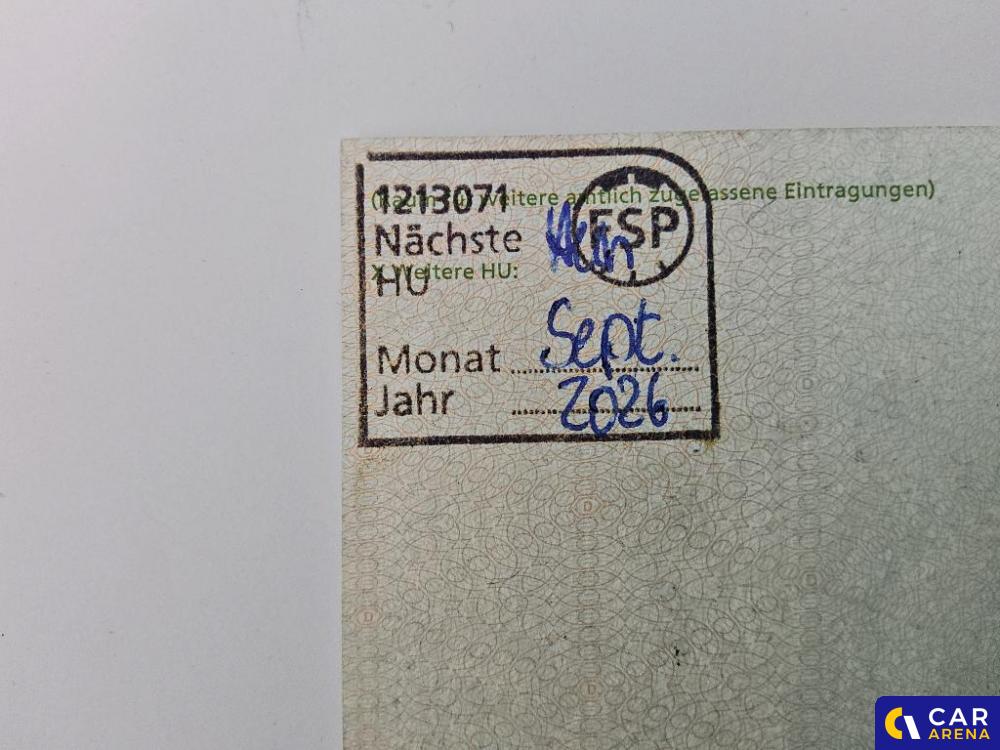 (Raum für weitere amtlich zugelassene Eintragungen)
1213071
FSP
Nächste
HU
X Weitere HU:
Monat Sept.
Jahr 2026
CAR
ARENA